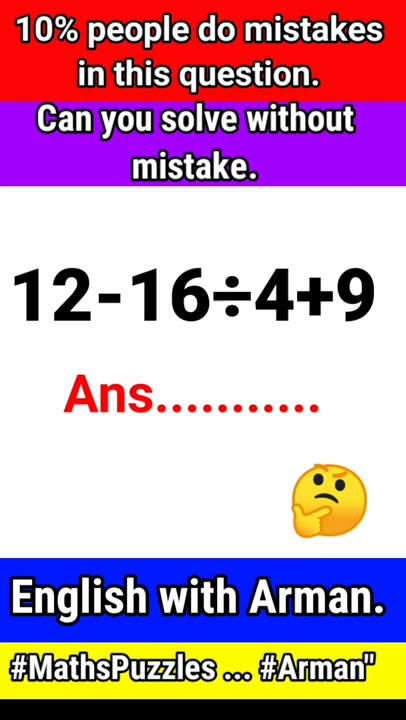 10% people do mistakes
in this question.
Can you solve without
mistake.
12-16÷4+9
Ans...........
English with Arman.
#MathsPuzzles ... #Arman"